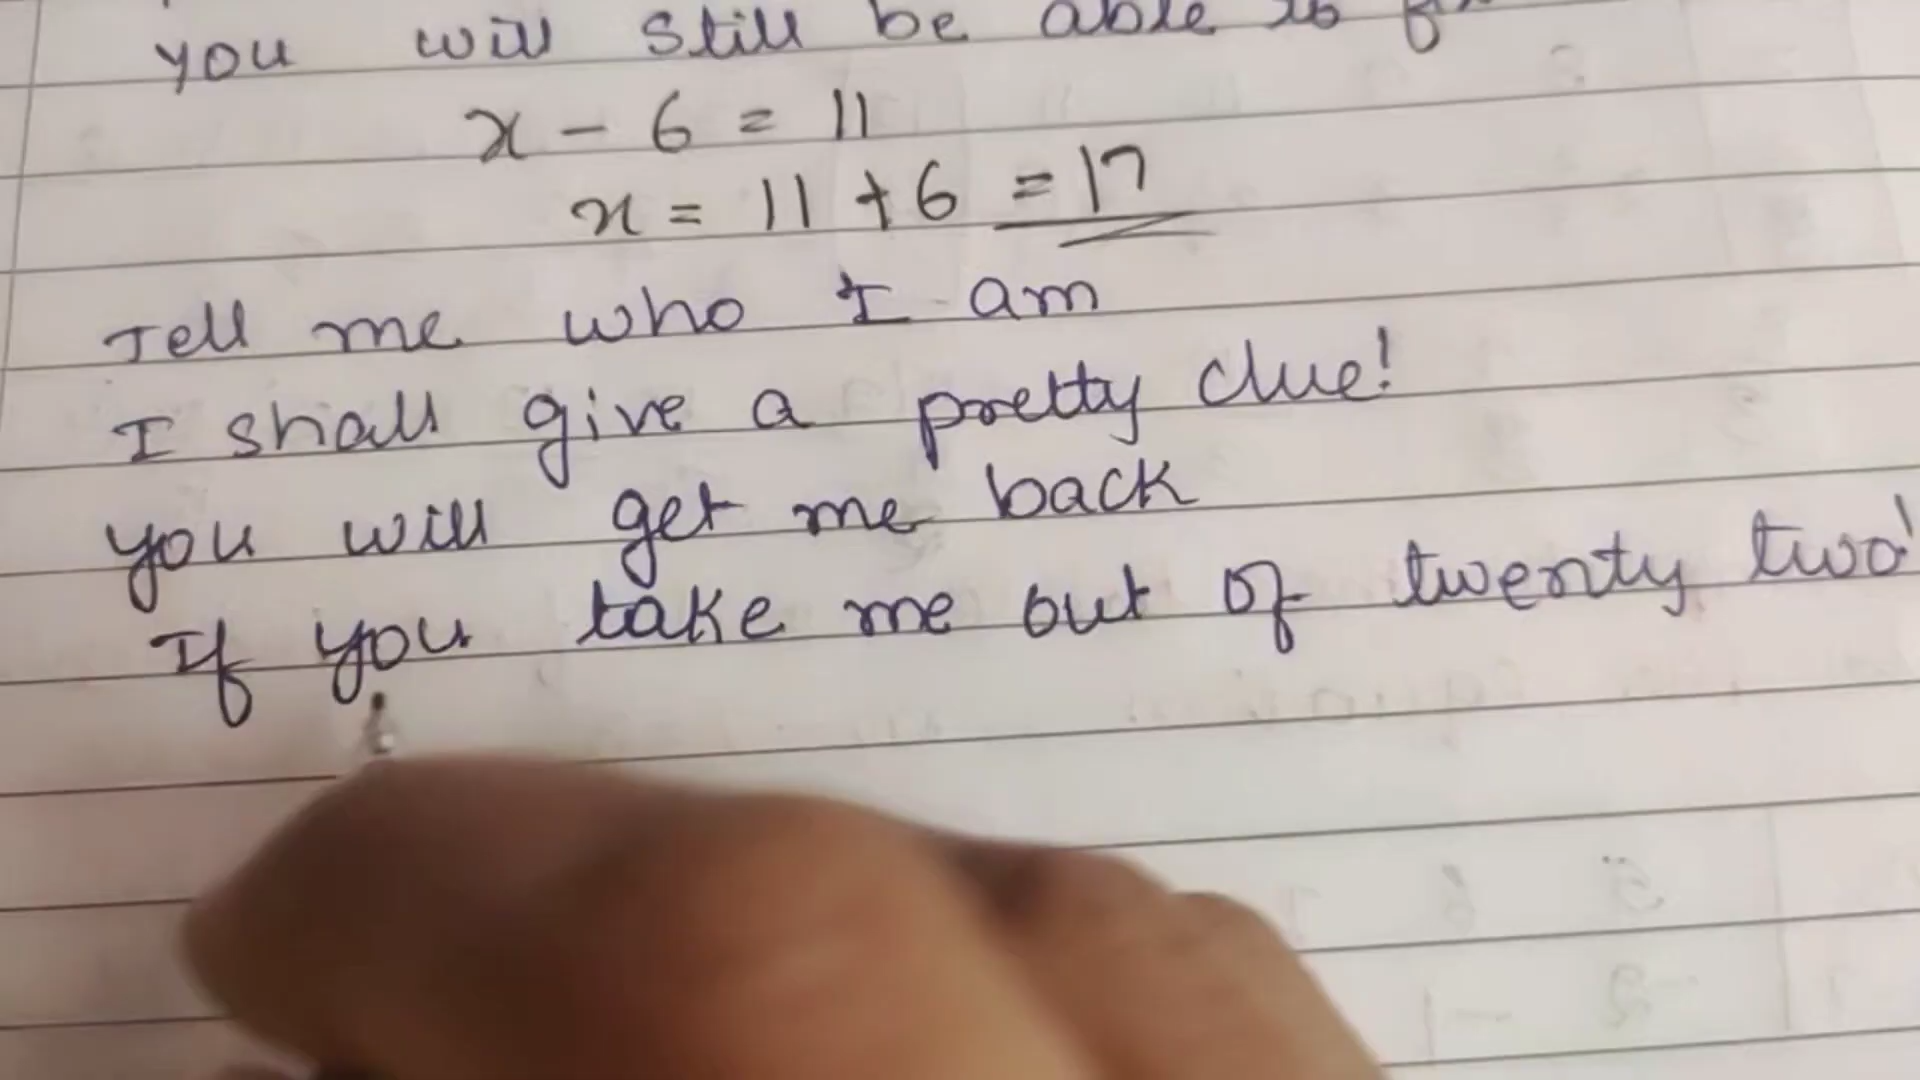 you will still be able to
x - 6 = 11
x = 11 + 6 = 17
Tell me who I am
I shall give a pretty clue!
you will get me back
If you take me out of twenty two!